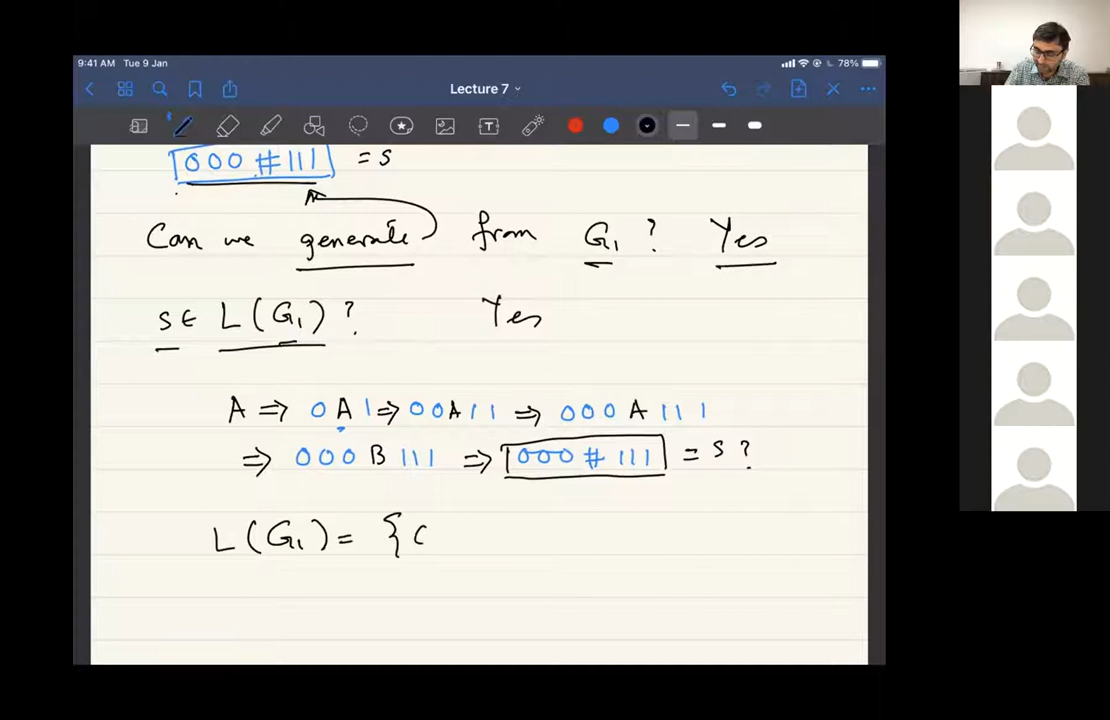 9:41 AM Tue 9 Jan 78%
Lecture 7
000 # 111 = s
Can we generate from G₁ ? Yes
s ∈ L(G₁) ? Yes
A ⇒ 0A1 ⇒ 00A11 ⇒ 000A111
⇒ 000B111 ⇒ 000#111 = s ?
L(G₁) = {